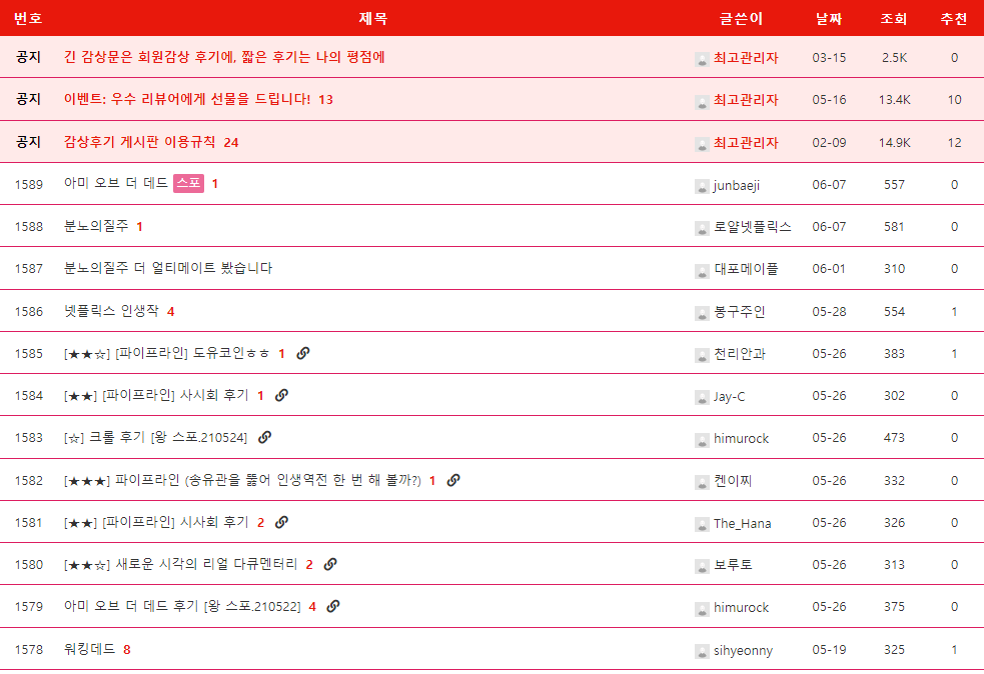 번호 제목 글쓴이 날짜 조회 추천
공지 긴 감상문은 회원감상 후기에, 짧은 후기는 나의 평점에 최고관리자 03-15 2.5K 0
공지 이벤트: 우수 리뷰어에게 선물을 드립니다! 13 최고관리자 05-16 13.4K 10
공지 감상후기 게시판 이용규칙 24 최고관리자 02-09 14.9K 12
1589 아미 오브 더 데드 스포 1 junbaeji 06-07 557 0
1588 분노의질주 1 로얄넷플릭스 06-07 581 0
1587 분노의질주 더 얼티메이트 봤습니다 대포메이플 06-01 310 0
1586 넷플릭스 인생작 4 봉구주인 05-28 554 1
1585 [★★☆] [파이프라인] 도유코인ㅎㅎ 1 천리안과 05-26 383 1
1584 [★★] [파이프라인] 사시회 후기 1 Jay-C 05-26 302 0
1583 [☆] 크롤 후기 [왕 스포.210524] himurock 05-26 473 0
1582 [★★★] 파이프라인 (송유관을 뚫어 인생역전 한 번 해 볼까?) 1 켄이찌 05-26 332 0
1581 [★★] [파이프라인] 시사회 후기 2 The_Hana 05-26 326 0
1580 [★★☆] 새로운 시각의 리얼 다큐멘터리 2 보루토 05-26 313 0
1579 아미 오브 더 데드 후기 [왕 스포.210522] 4 himurock 05-26 375 0
1578 워킹데드 8 sihyeonny 05-19 325 1